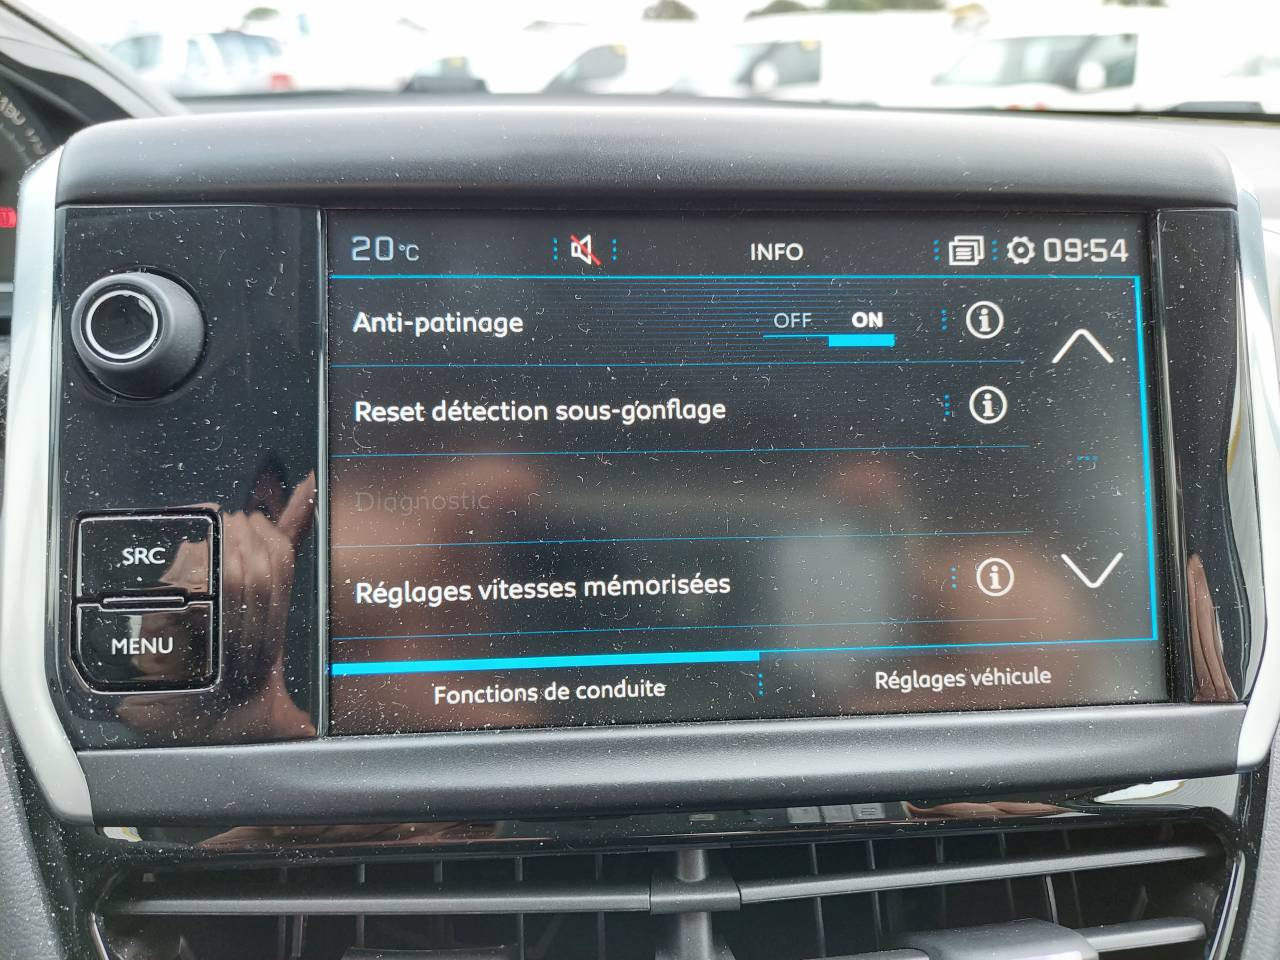 20 °C INFO 09:54
Anti-patinage OFF ON
Reset détection sous-gonflage
Diagnostic
Réglages vitesses mémorisées
Fonctions de conduite Réglages véhicule
SRC
MENU